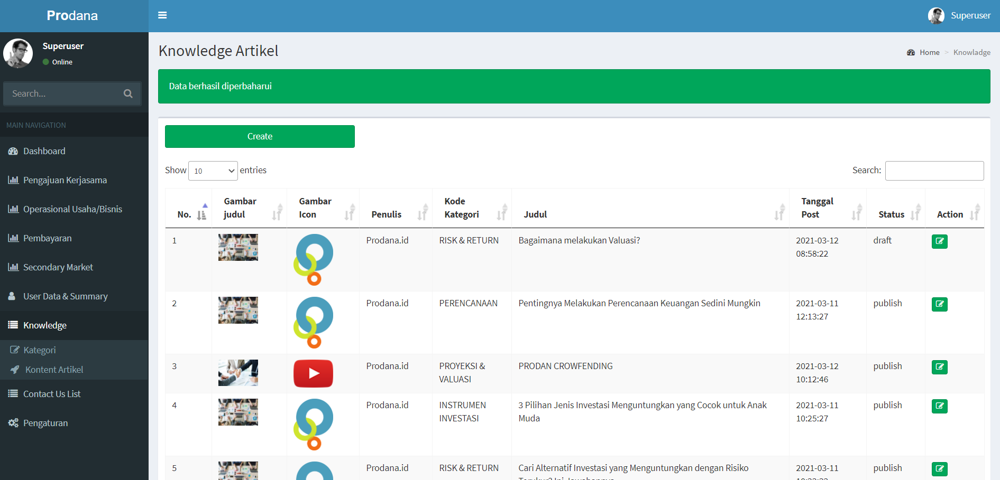 Prodana
Superuser
Superuser
Online
Search...
MAIN NAVIGATION
Dashboard
Pengajuan Kerjasama
Operasional Usaha/Bisnis
Pembayaran
Secondary Market
User Data & Summary
Knowledge
Kategori
Kontent Artikel
Contact Us List
Pengaturan
Knowledge Artikel
Home > Knowladge
Data berhasil diperbaharui
Create
Show 10 entries
Search:
No. Gambar judul Gambar Icon Penulis Kode Kategori Judul Tanggal Post Status Action
1 Prodana.id RISK & RETURN Bagaimana melakukan Valuasi? 2021-03-12 draft
08:58:22
2 Prodana.id PERENCANAAN Pentingnya Melakukan Perencanaan Keuangan Sedini Mungkin 2021-03-11 publish
12:13:27
3 Prodana.id PROYEKSI & PRODAN CROWFENDING 2021-03-12 publish
VALUASI 10:12:46
4 Prodana.id INSTRUMEN 3 Pilihan Jenis Investasi Menguntungkan yang Cocok untuk Anak 2021-03-11 publish
INVESTASI Muda 10:25:27
5 Prodana.id RISK & RETURN Cari Alternatif Investasi yang Menguntungkan dengan Risiko 2021-03-11 publish